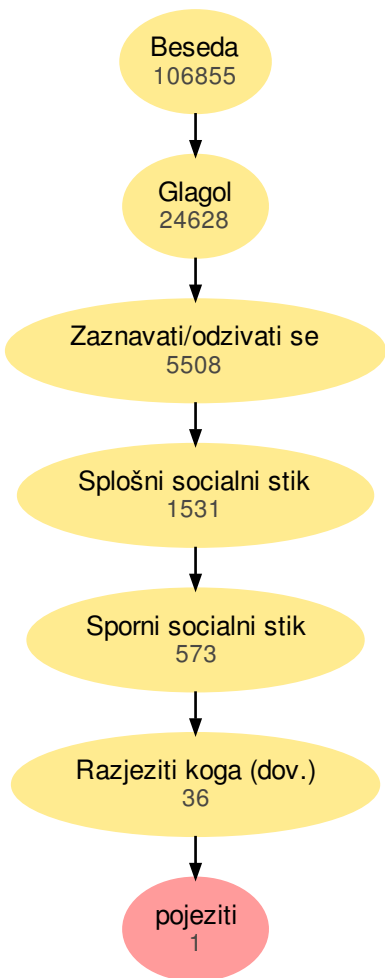 Beseda
106855
Glagol
24628
Zaznavati/odzivati se
5508
Splošni socialni stik
1531
Sporni socialni stik
573
Razjeziti koga (dov.)
36
pojeziti
1